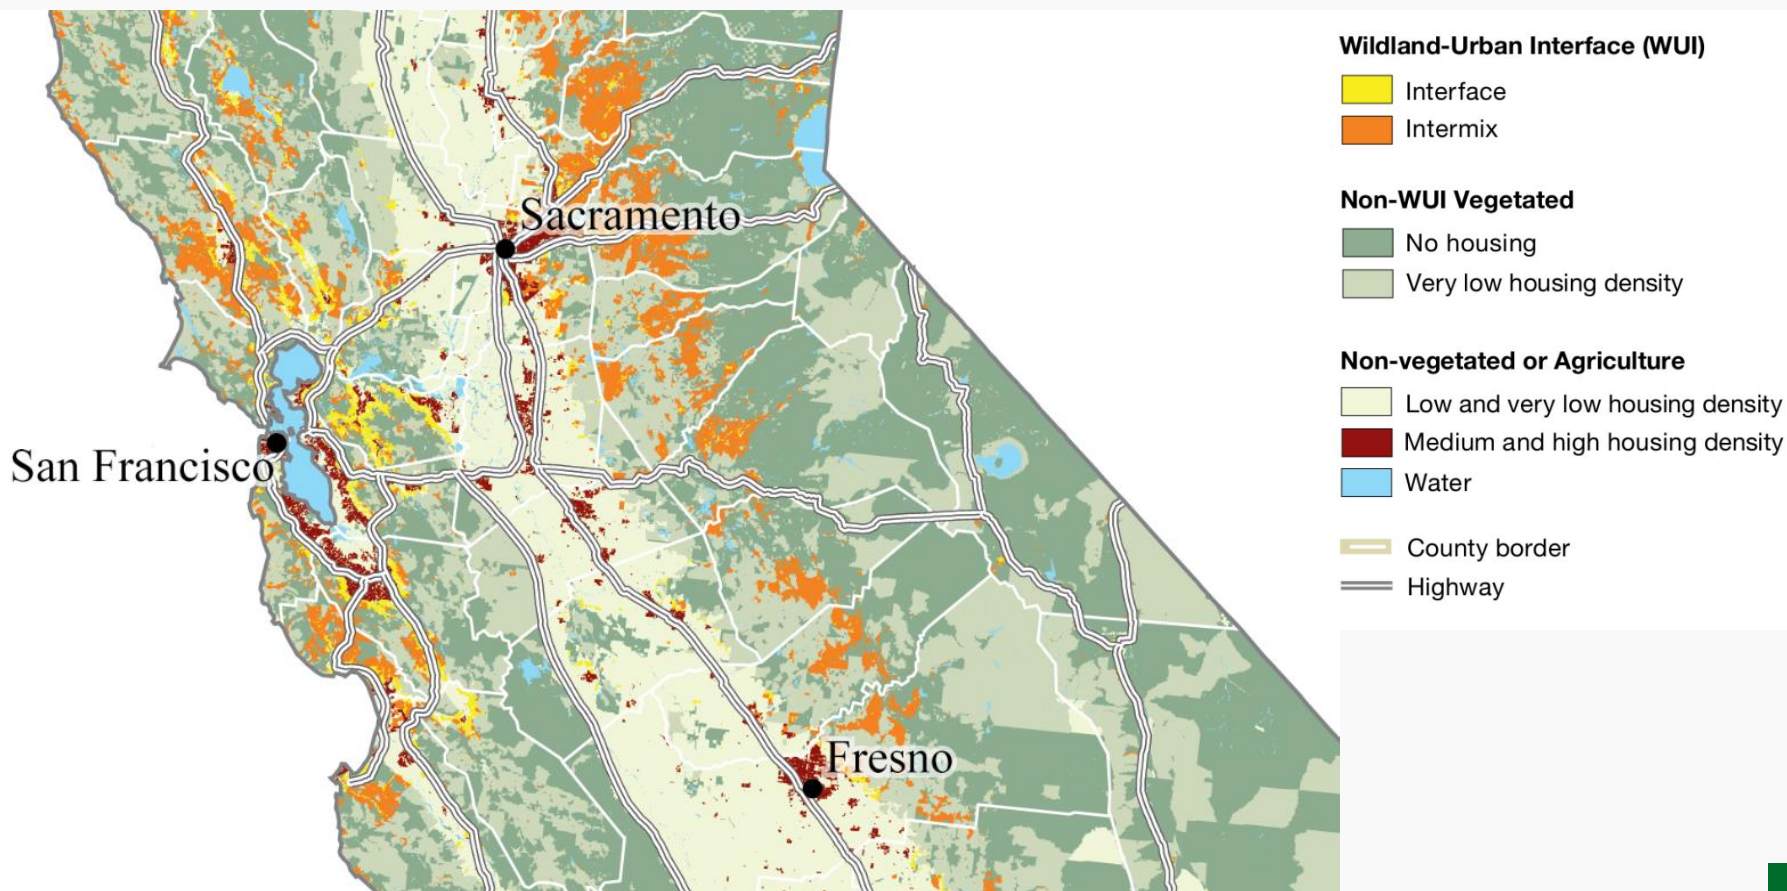 Sacramento
San Francisco
Fresno
Wildland-Urban Interface (WUI)
Interface
Intermix
Non-WUI Vegetated
No housing
Very low housing density
Non-vegetated or Agriculture
Low and very low housing density
Medium and high housing density
Water
County border
Highway